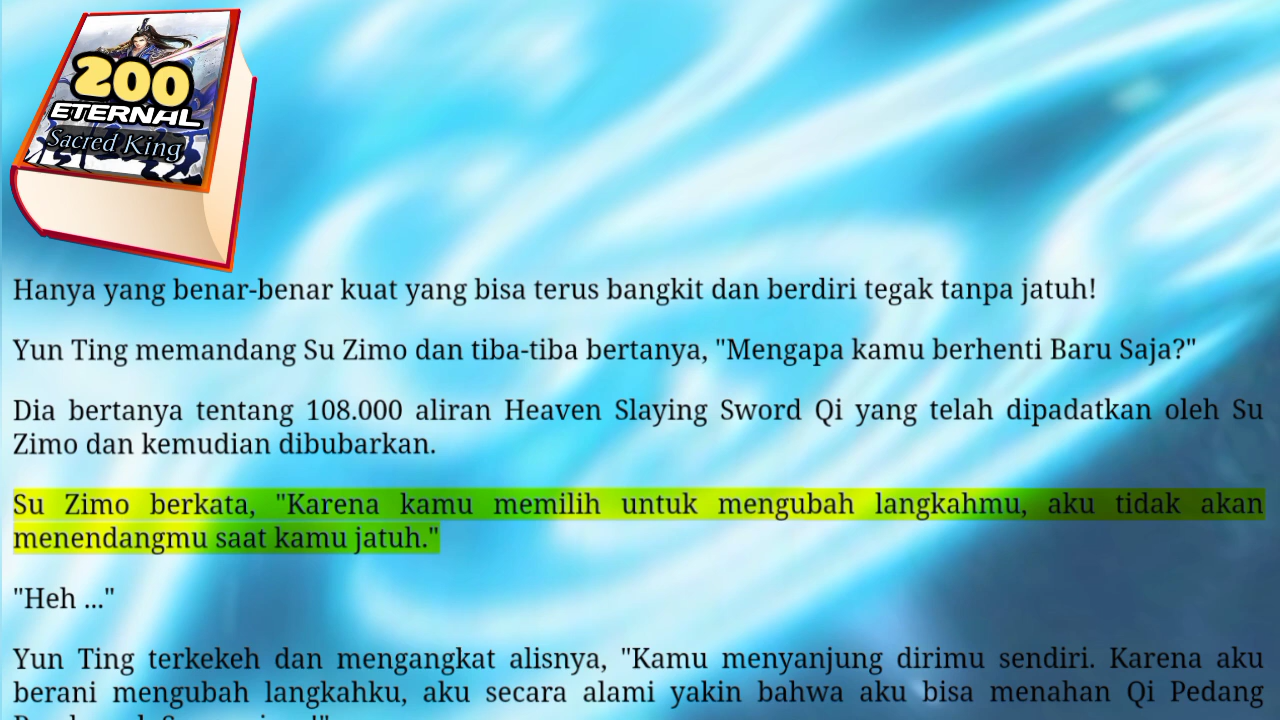 200
ETERNAL
Sacred King
Hanya yang benar-benar kuat yang bisa terus bangkit dan berdiri tegak tanpa jatuh!
Yun Ting memandang Su Zimo dan tiba-tiba bertanya, "Mengapa kamu berhenti Baru Saja?"
Dia bertanya tentang 108.000 aliran Heaven Slaying Sword Qi yang telah dipadatkan oleh Su
Zimo dan kemudian dibubarkan.
Su Zimo berkata, "Karena kamu memilih untuk mengubah langkahmu, aku tidak akan
menendangmu saat kamu jatuh."
"Heh ..."
Yun Ting terkekeh dan mengangkat alisnya, "Kamu menyanjung dirimu sendiri. Karena aku
berani mengubah langkahku, aku secara alami yakin bahwa aku bisa menahan Qi Pedang